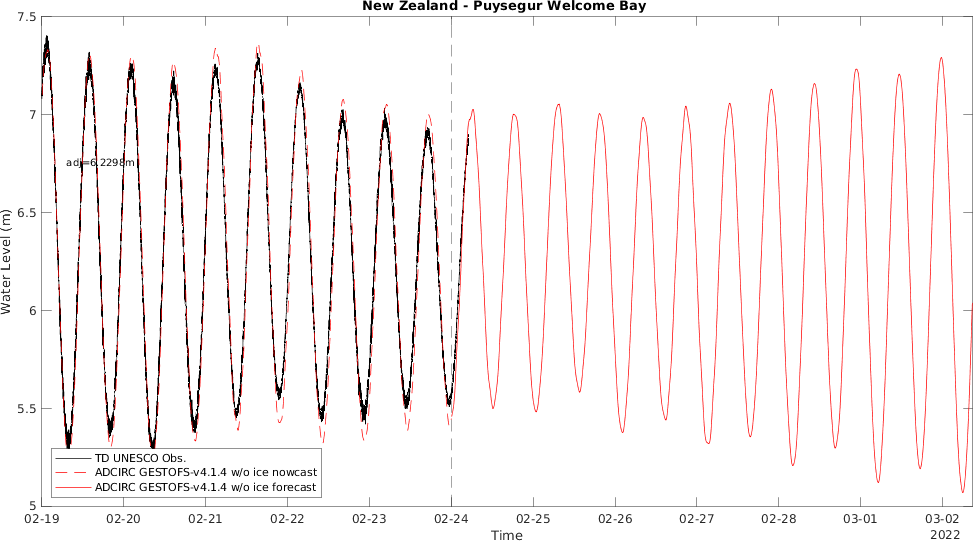 New Zealand - Puysegur Welcome Bay
7.5
7
6.5
6
5.5
5
Water Level (m)
adj=6.2298m
TD UNESCO Obs.
ADCIRC GESTOFS-v4.1.4 w/o ice nowcast
ADCIRC GESTOFS-v4.1.4 w/o ice forecast
02-19 02-20 02-21 02-22 02-23 02-24 02-25 02-26 02-27 02-28 03-01 03-02
Time 2022